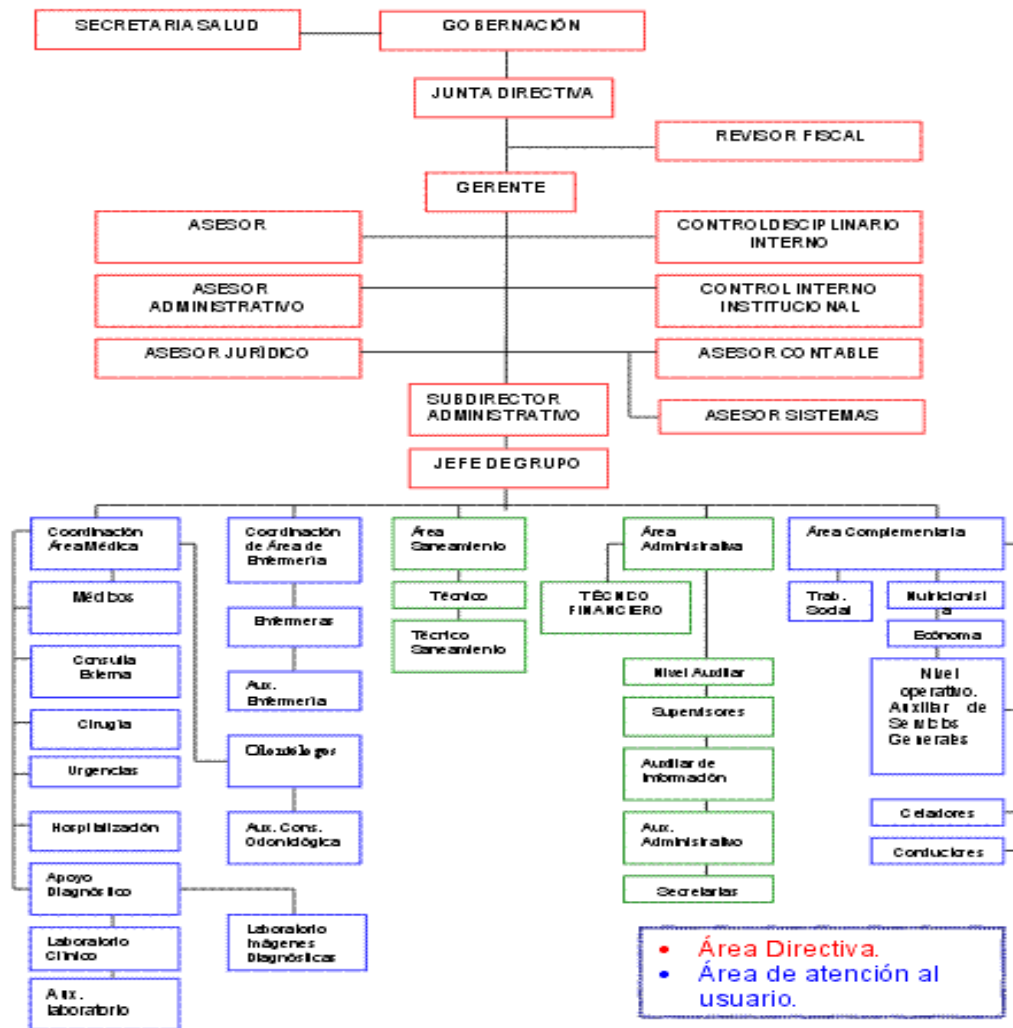 SECRETARIA SALUD
GOBERNACIÓN
JUNTA DIRECTIVA
REVISOR FISCAL
GERENTE
ASESOR
CONTROL DISCIPLINARIO
INTERNO
ASESOR
ADMINISTRATIVO
CONTROL INTERNO
INSTITUCIONAL
ASESOR JURÌDICO
ASESOR CONTABLE
SUBDIRECTOR
ADMINISTRATIVO
ASESOR SISTEMAS
JEFE DE GRUPO
Coordinación
Área Médica
Médicos
Consulta
Externa
Cirugía
Urgencias
Hospitalización
Apoyo
Diagnóstico
Laboratorio
Clínico
Aux.
laboratorio
Coordinación
de Área de
Enfermería
Enfermeras
Aux.
Enfermería
Odontólogos
Aux. Cons.
Odontológica
Laboratorio
Imágenes
Diagnósticas
Área
Saneamiento
Técnico
Técnico
Saneamiento
Área
Administrativa
TÉCNICO
FINANCIERO
Nivel Auxiliar
Supervisores
Auxiliar de
Información
Aux.
Administrativo
Secretarias
Área Complementaria
Trab.
Social
Nutricionist
a
Ecónoma
Nivel
operativo.
Auxiliar de
Servicios
Generales
Celadores
Conductores
• Área Directiva.
• Área de atención al
usuario.